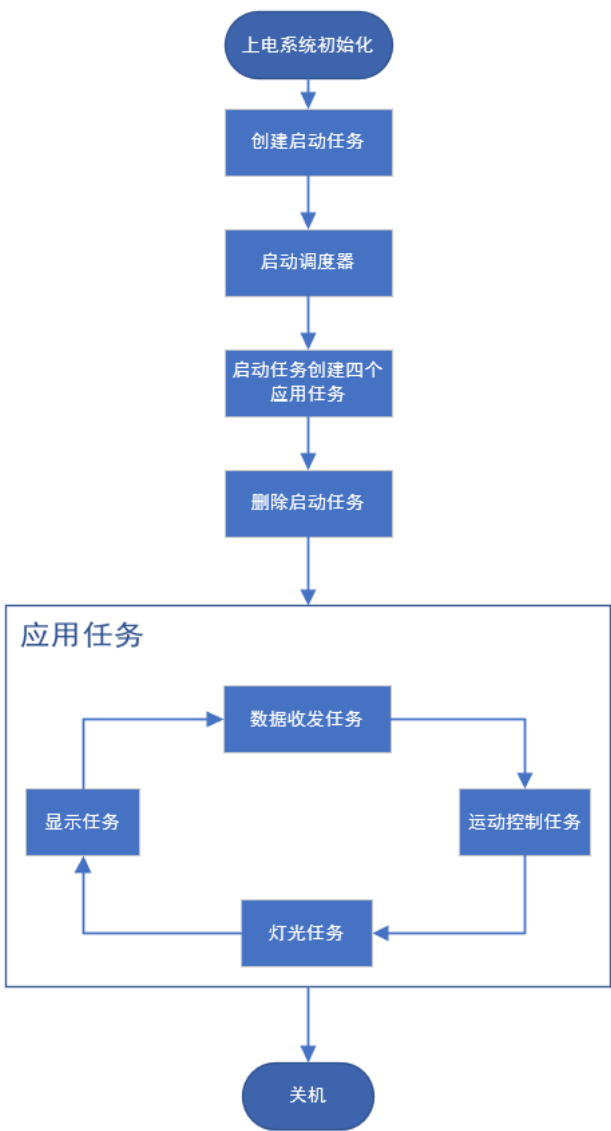 上电系统初始化
创建启动任务
启动调度器
启动任务创建四个
应用任务
删除启动任务
应用任务
数据收发任务
显示任务
运动控制任务
灯光任务
关机